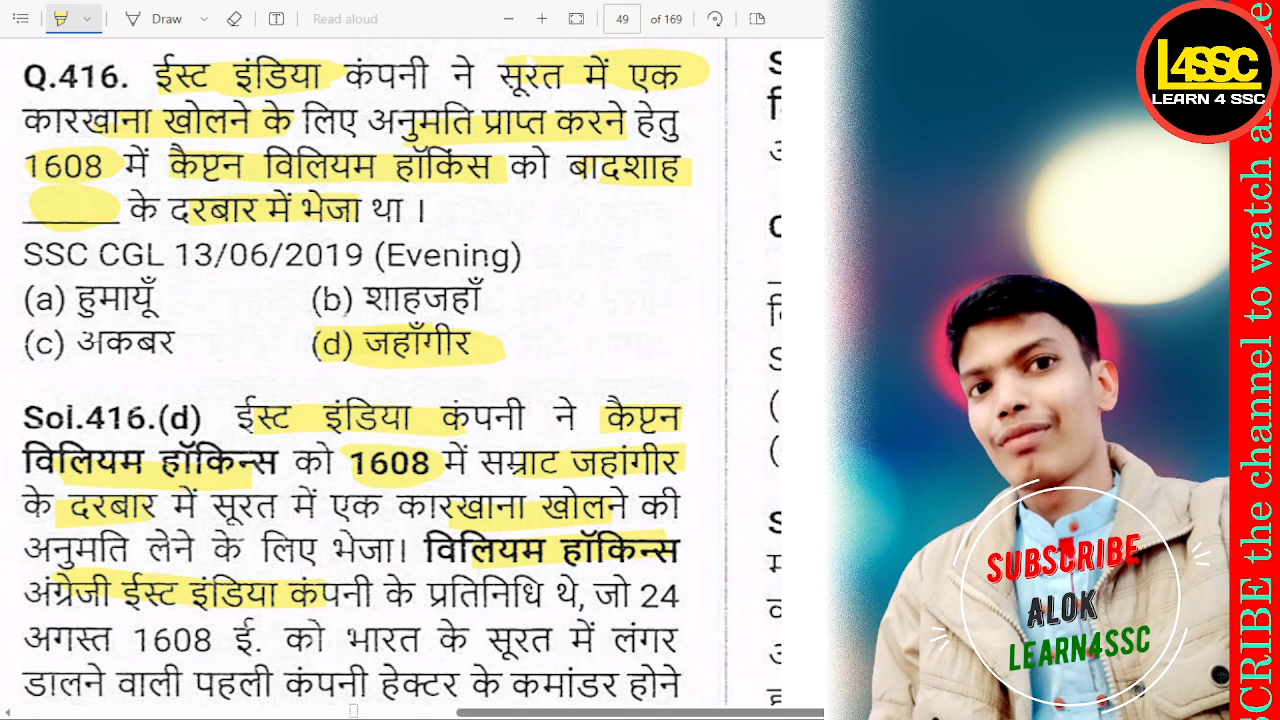 Draw
Read aloud
49 of 169
Q.416. ईस्ट इंडिया कंपनी ने सूरत में एक
कारखाना खोलने के लिए अनुमति प्राप्त करने हेतु
1608 में कैप्टन विलियम हॉकिंस को बादशाह
______ के दरबार में भेजा था ।
SSC CGL 13/06/2019 (Evening)
(a) हुमायूँ (b) शाहजहाँ
(c) अकबर (d) जहाँगीर
Sol.416.(d) ईस्ट इंडिया कंपनी ने कैप्टन
विलियम हॉकिन्स को 1608 में सम्राट जहांगीर
के दरबार में सूरत में एक कारखाना खोलने की
अनुमति लेने के लिए भेजा। विलियम हॉकिन्स
अंग्रेजी ईस्ट इंडिया कंपनी के प्रतिनिधि थे, जो 24
अगस्त 1608 ई. को भारत के सूरत में लंगर
डालने वाली पहली कंपनी हेक्टर के कमांडर होने
L4SSC
LEARN 4 SSC
SUBSCRIBE
ALOK
LEARN4SSC
SCRIBE the channel to watch